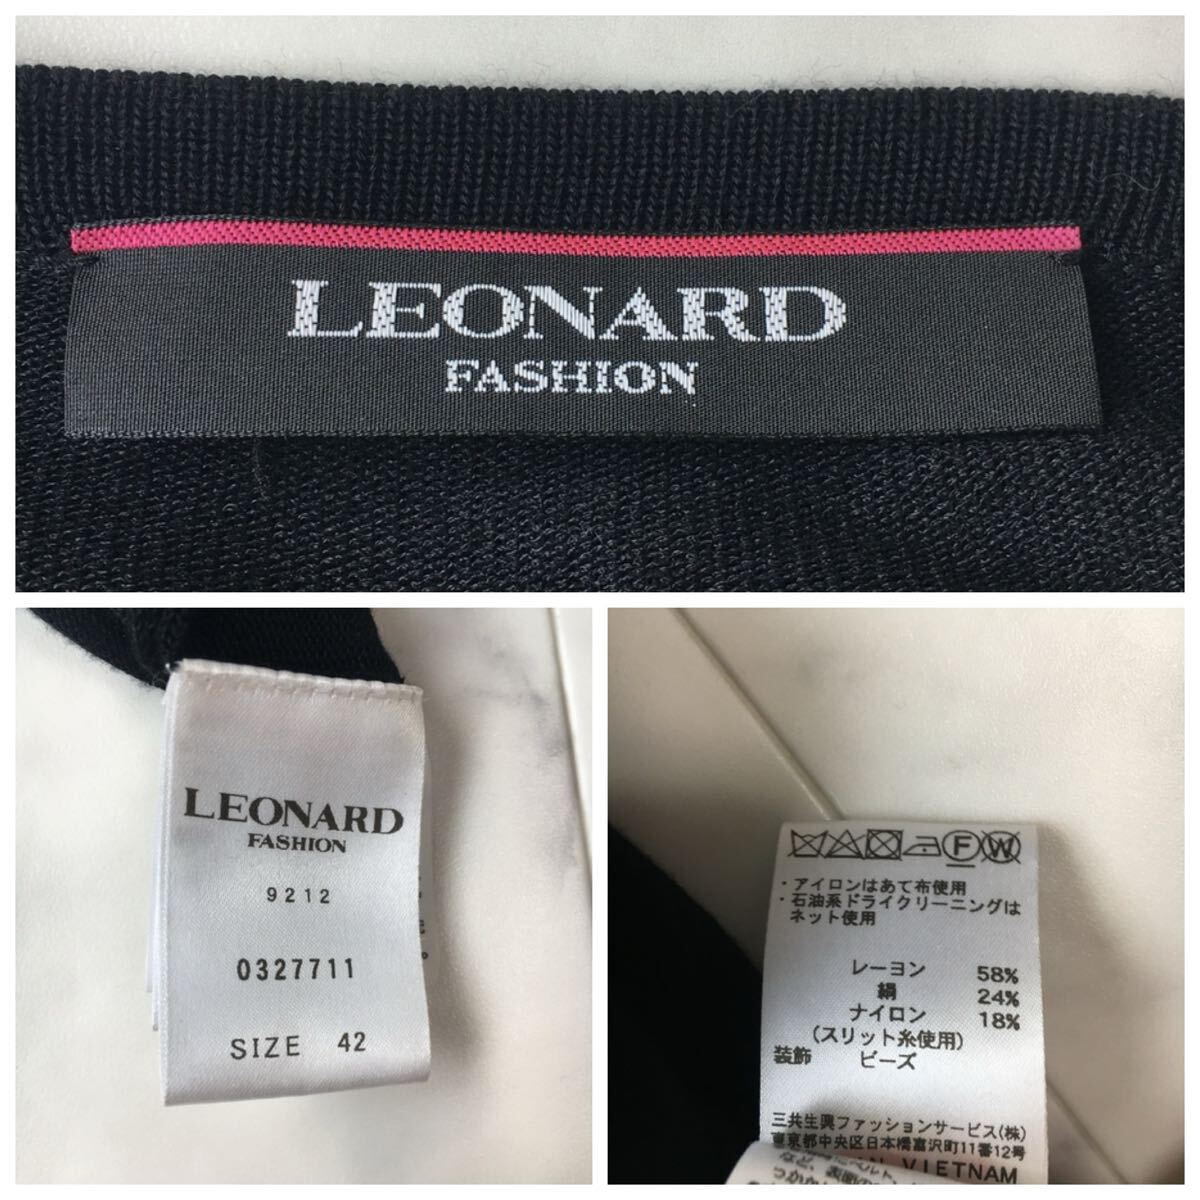 LEONARD
FASHION
LEONARD
FASHION
9212
0327711
SIZE 42
F W
・アイロンはあて布使用
・石油系ドライクリーニングは
ネット使用
レーヨン 58%
絹 24%
ナイロン 18%
(スリット糸使用)
装飾 ビーズ
三共生興ファッションサービス(株)
東京都中央区日本橋富沢町11番12号
VIETNAM